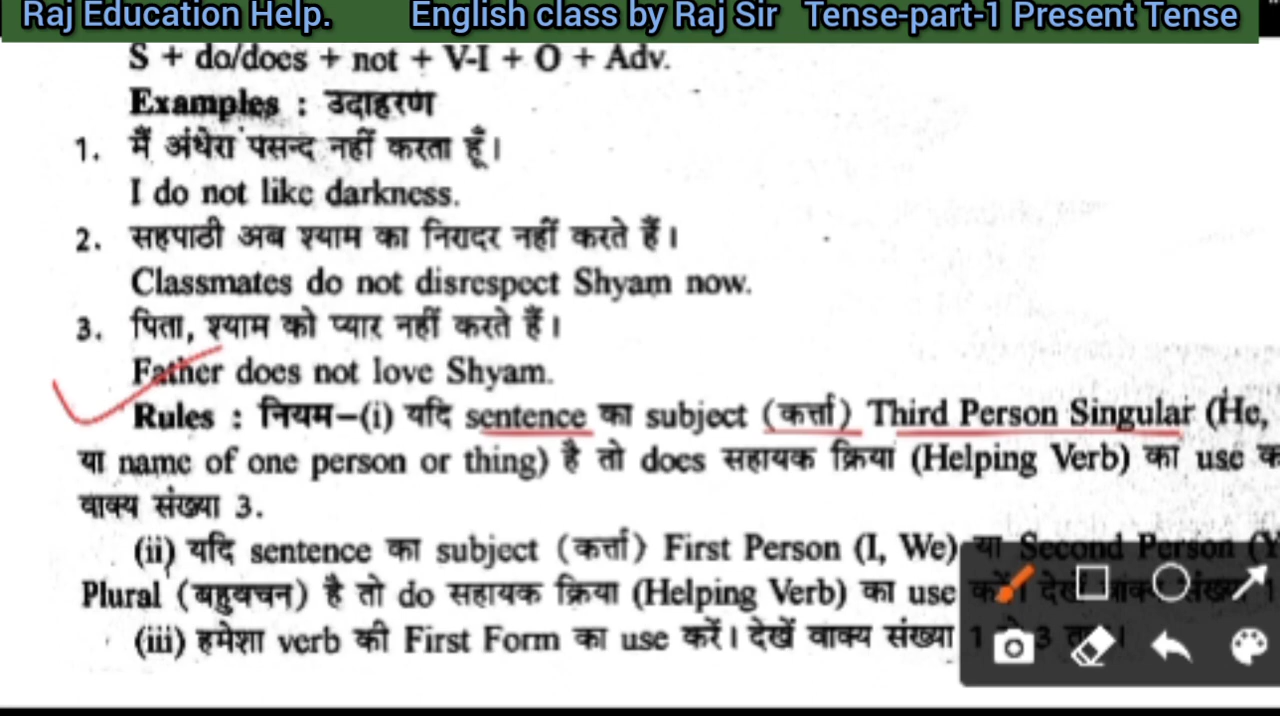 Raj Education Help. English class by Raj Sir Tense-part-1 Present Tense
S + do/does + not + V-I + O + Adv.
Examples : उदाहरण
1. मैं अंधेरा पसन्द नहीं करता हूँ।
I do not like darkness.
2. सहपाठी अब श्याम का निरादर नहीं करते हैं।
Classmates do not disrespect Shyam now.
3. पिता, श्याम को प्यार नहीं करते हैं।
Father does not love Shyam.
Rules : नियम–(i) यदि sentence का subject (कर्त्ता) Third Person Singular (He,
या name of one person or thing) है तो does सहायक क्रिया (Helping Verb) का use
वाक्य संख्या 3.
(ii) यदि sentence का subject (कर्त्ता) First Person (I, We) या Second Person
Plural (बहुवचन) है तो do सहायक क्रिया (Helping Verb) का use करें।
(iii) हमेशा verb की First Form का use करें। देखें वाक्य संख्या 1 3